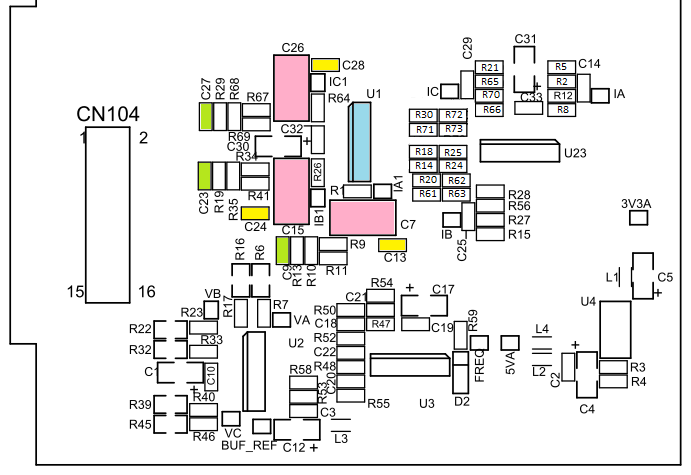 C31
C26
C29
C28
R21
R5
C14
C27
R29
R68
IC1
R65
R2
U1
IC
R70
R12
IA
R67
R64
C33
R66
R8
CN104
R30
R72
1
2
C32
R71
R73
R69
C30
R34
R18
R25
U23
R26
R14
R24
R20
R62
R1
IA1
R61
R63
R28
C23
R19
R35
R41
IB1
R56
3V3A
C24
C15
C7
IB
R27
C25
R15
R16
R6
C9
R13
R10
R9
R11
C13
L1
C5
R54
15
16
VB
C21
C17
U4
R17
R7
R50
R23
VA
C18
R47
C19
R59
R22
L4
R52
R33
U2
R32
C22
FREQ
5VA
C10
R58
R48
L2
C2
R3
R53
C20
R4
R39
R40
C3
R55
U3
D2
C4
R45
R46
VC
BUF_REF
C12
L3